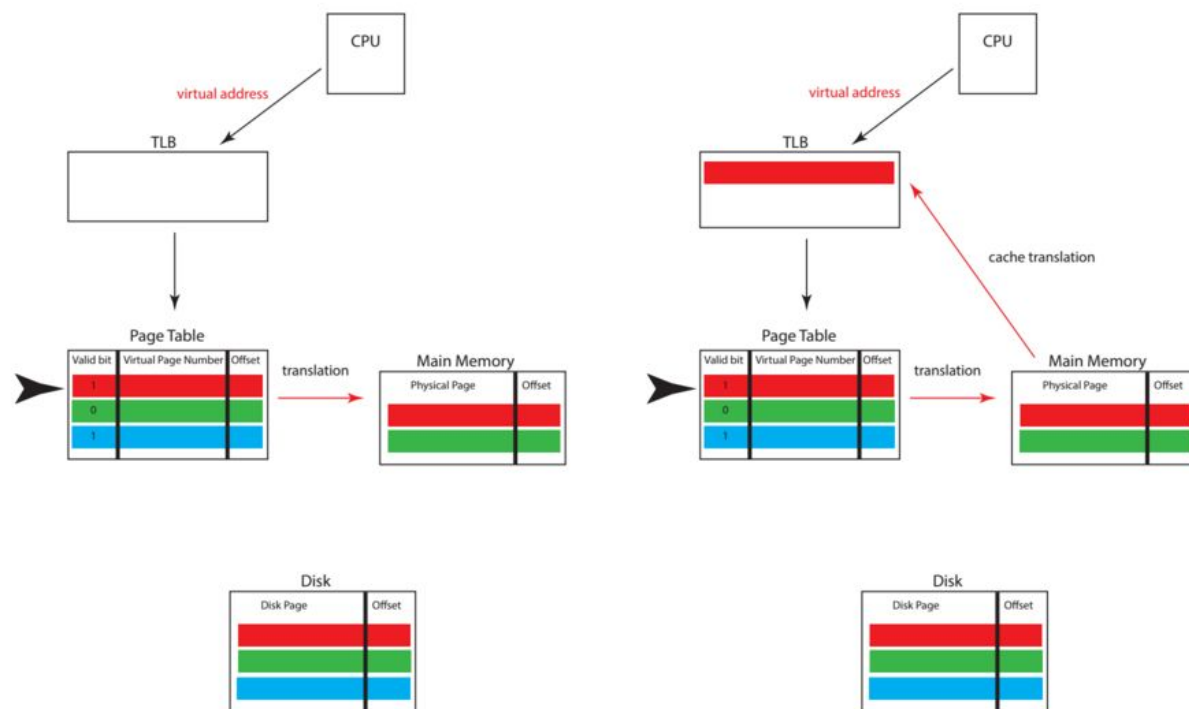 CPU
virtual address
TLB
Page Table
Valid bit Virtual Page Number Offset
1
0
1
translation
Main Memory
Physical Page Offset
Disk
Disk Page Offset
CPU
virtual address
TLB
cache translation
Page Table
Valid bit Virtual Page Number Offset
1
0
1
translation
Main Memory
Physical Page Offset
Disk
Disk Page Offset